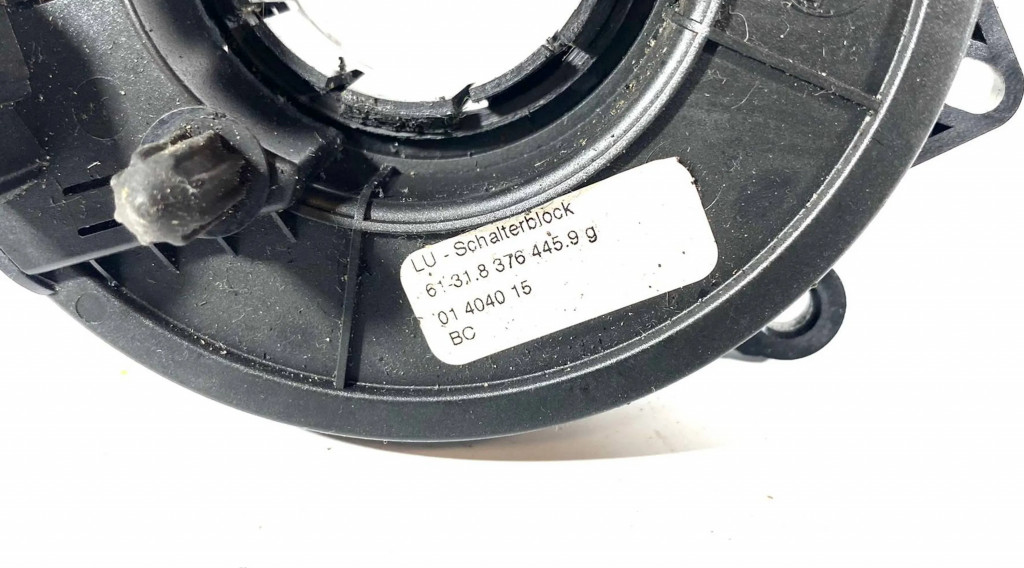 LU - Schalterblock
61-31.8 376 445.9 g
01 4040 15
BC